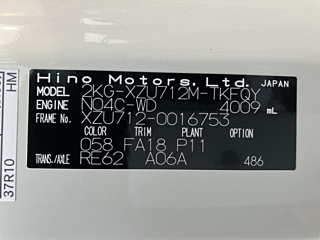 Hino Motors, Ltd. JAPAN
MODEL 2KG-XZU712M-TKFQY
ENGINE N04C-WD 4009 mL
FRAME No. XZU712-0016753
COLOR TRIM PLANT OPTION
058 FA18 P11
TRANS./AXLE RE62 A06A 486
37R10
HM